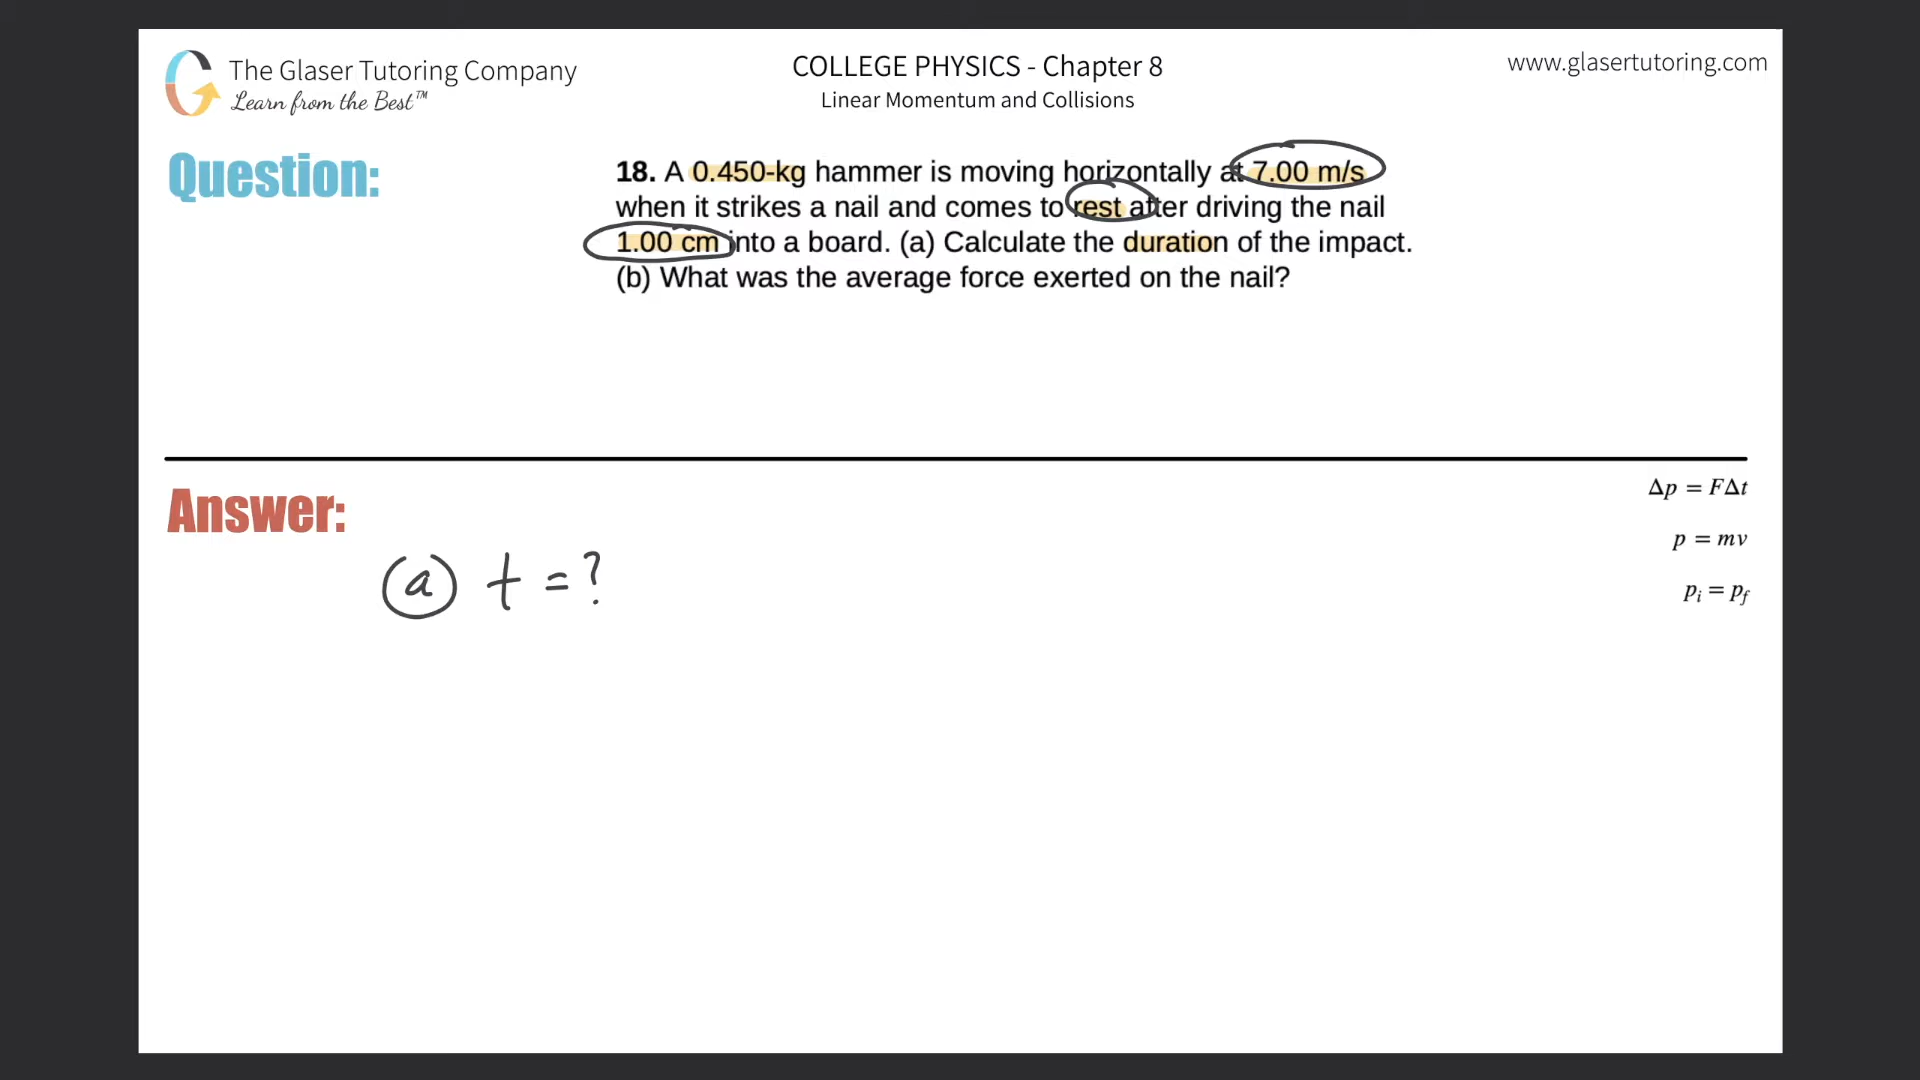 The Glaser Tutoring Company
Learn from the Best™
COLLEGE PHYSICS - Chapter 8
Linear Momentum and Collisions
www.glasertutoring.com
Question:
18. A 0.450-kg hammer is moving horizontally at 7.00 m/s
when it strikes a nail and comes to rest after driving the nail
1.00 cm into a board. (a) Calculate the duration of the impact.
(b) What was the average force exerted on the nail?
Answer:
Δp = FΔt
p = mv
pᵢ = p_f
(a) t = ?